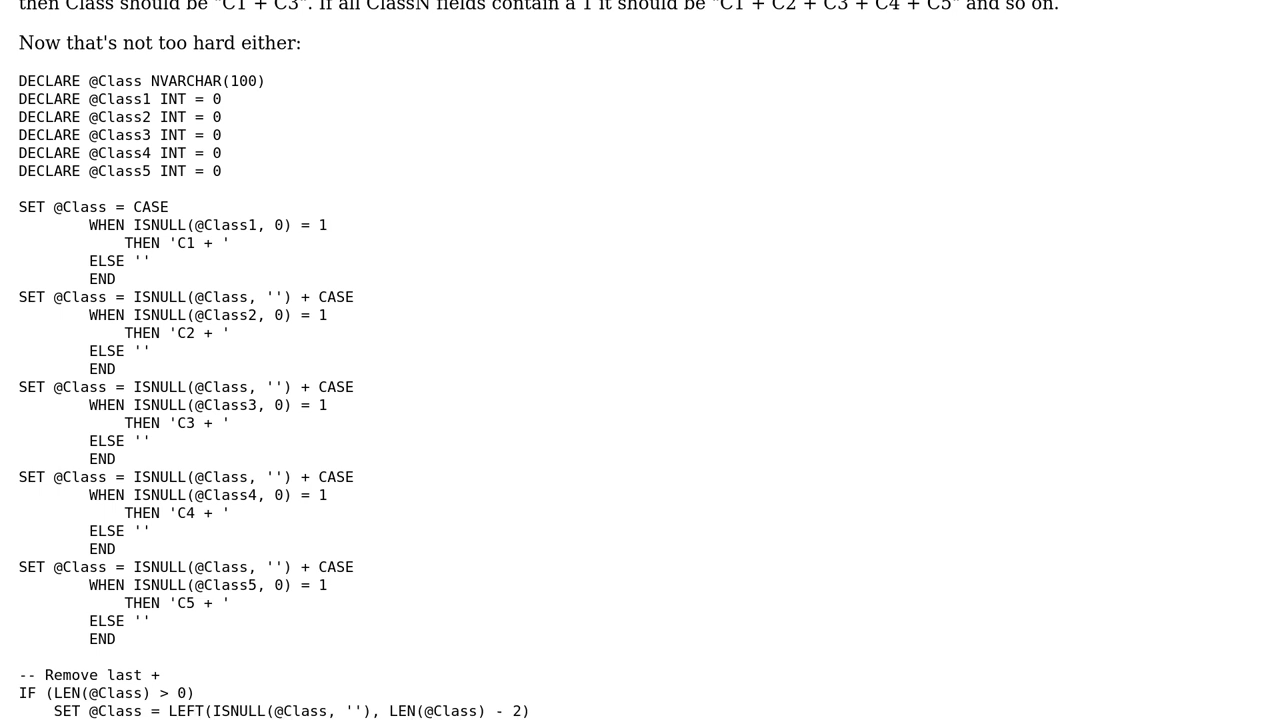 then Class should be "C1 + C3". If all ClassN fields contain a 1 it should be "C1 + C2 + C3 + C4 + C5" and so on.
Now that's not too hard either:
DECLARE @Class NVARCHAR(100)
DECLARE @Class1 INT = 0
DECLARE @Class2 INT = 0
DECLARE @Class3 INT = 0
DECLARE @Class4 INT = 0
DECLARE @Class5 INT = 0
SET @Class = CASE
WHEN ISNULL(@Class1, 0) = 1
THEN 'C1 + '
ELSE ''
END
SET @Class = ISNULL(@Class, '') + CASE
WHEN ISNULL(@Class2, 0) = 1
THEN 'C2 + '
ELSE ''
END
SET @Class = ISNULL(@Class, '') + CASE
WHEN ISNULL(@Class3, 0) = 1
THEN 'C3 + '
ELSE ''
END
SET @Class = ISNULL(@Class, '') + CASE
WHEN ISNULL(@Class4, 0) = 1
THEN 'C4 + '
ELSE ''
END
SET @Class = ISNULL(@Class, '') + CASE
WHEN ISNULL(@Class5, 0) = 1
THEN 'C5 + '
ELSE ''
END
-- Remove last +
IF (LEN(@Class) > 0)
SET @Class = LEFT(ISNULL(@Class, ''), LEN(@Class) - 2)